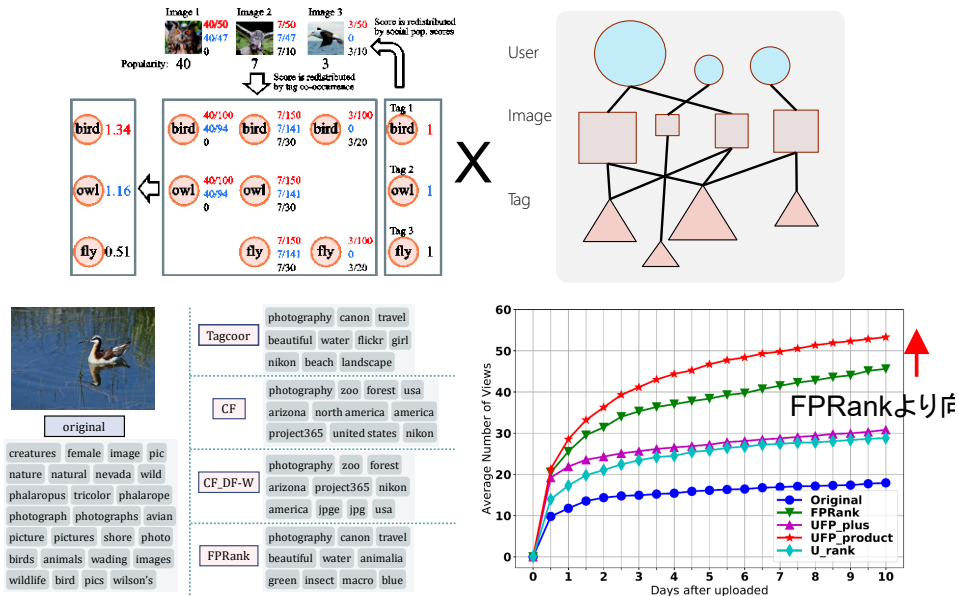 Image 1 Image 2 Image 3
40/50 7/50 3/50
40/47 7/47 0
0 7/10 3/10
Score is redistributed
by social pop. scores
Popularity: 40 7 3
Score is redistributed
by tag co-occurrence
bird 1.34
owl 1.16
fly 0.51
bird 40/100 bird 7/150 bird 3/100
40/94 7/141 0
0 7/30 3/20
owl 40/100 owl 7/150
40/94 7/141
0 7/30
fly 7/150 fly 3/100
7/141 0
7/30 3/20
Tag 1
bird 1
Tag 2
owl 1
Tag 3
fly 1
X
User
Image
Tag
original
creatures female image pic
nature natural nevada wild
phalaropus tricolor phalarope
photograph photographs avian
picture pictures shore photo
birds animals wading images
wildlife bird pics wilson's
Tagcoor
photography canon travel
beautiful water flickr girl
nikon beach landscape
CF
photography zoo forest usa
arizona north america america
project365 united states nikon
CF_DF-W
photography zoo forest
arizona project365 nikon
america jpge jpg usa
FPRank
photography canon travel
beautiful water animalia
green insect macro blue
60
50
40
30
20
10
0
Average Number of Views
0 1 2 3 4 5 6 7 8 9 10
Days after uploaded
Original
FPRank
UFP_plus
UFP_product
U_rank
FPRankより向